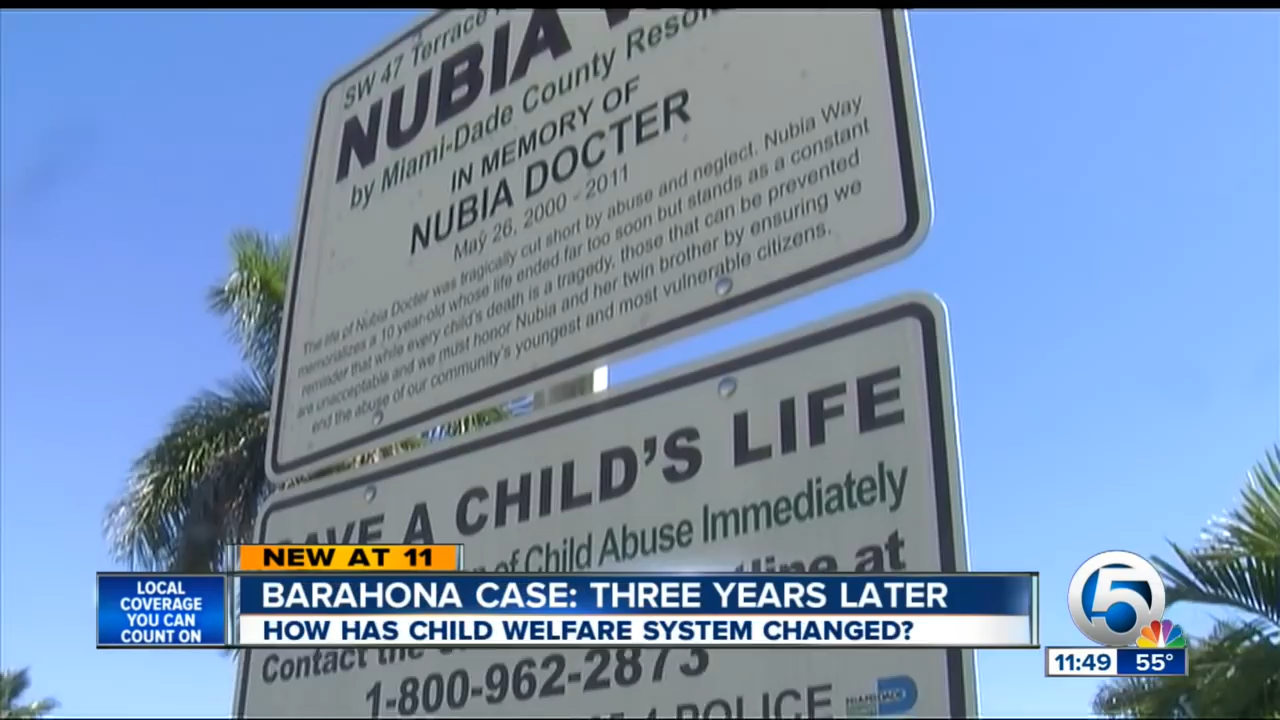 SW 47 Terrace
NUBIA
by Miami-Dade County
IN MEMORY OF
NUBIA DOCTER
May 26, 2000 - 2011
The life of Nubia Docter was tragically cut short by abuse and neglect. Nubia Way
memorializes a 10 year-old whose life ended far too soon but stands as a constant
reminder that while every child's death is a tragedy, those that can be prevented
are unacceptable and we must honor Nubia and her twin brother by ensuring we
end the abuse of our community's youngest and most vulnerable citizens.
A CHILD'S LIFE
of Child Abuse Immediately
at
NEW AT 11
LOCAL
COVERAGE
YOU CAN
COUNT ON
BARAHONA CASE: THREE YEARS LATER
HOW HAS CHILD WELFARE SYSTEM CHANGED?
5
11:49 55°
Contact the
1-800-962-2873
POLICE